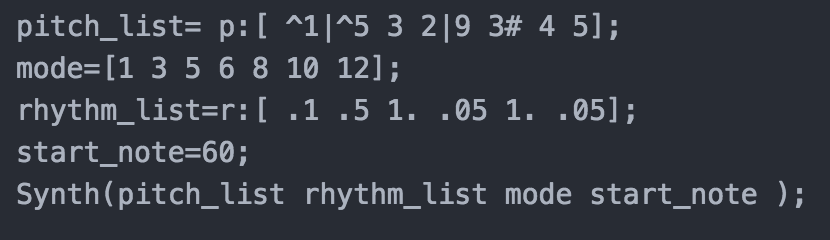 pitch_list= p:[ ^1|^5 3 2|9 3# 4 5];
mode=[1 3 5 6 8 10 12];
rhythm_list=r:[ .1 .5 1. .05 1. .05];
start_note=60;
Synth(pitch_list rhythm_list mode start_note );